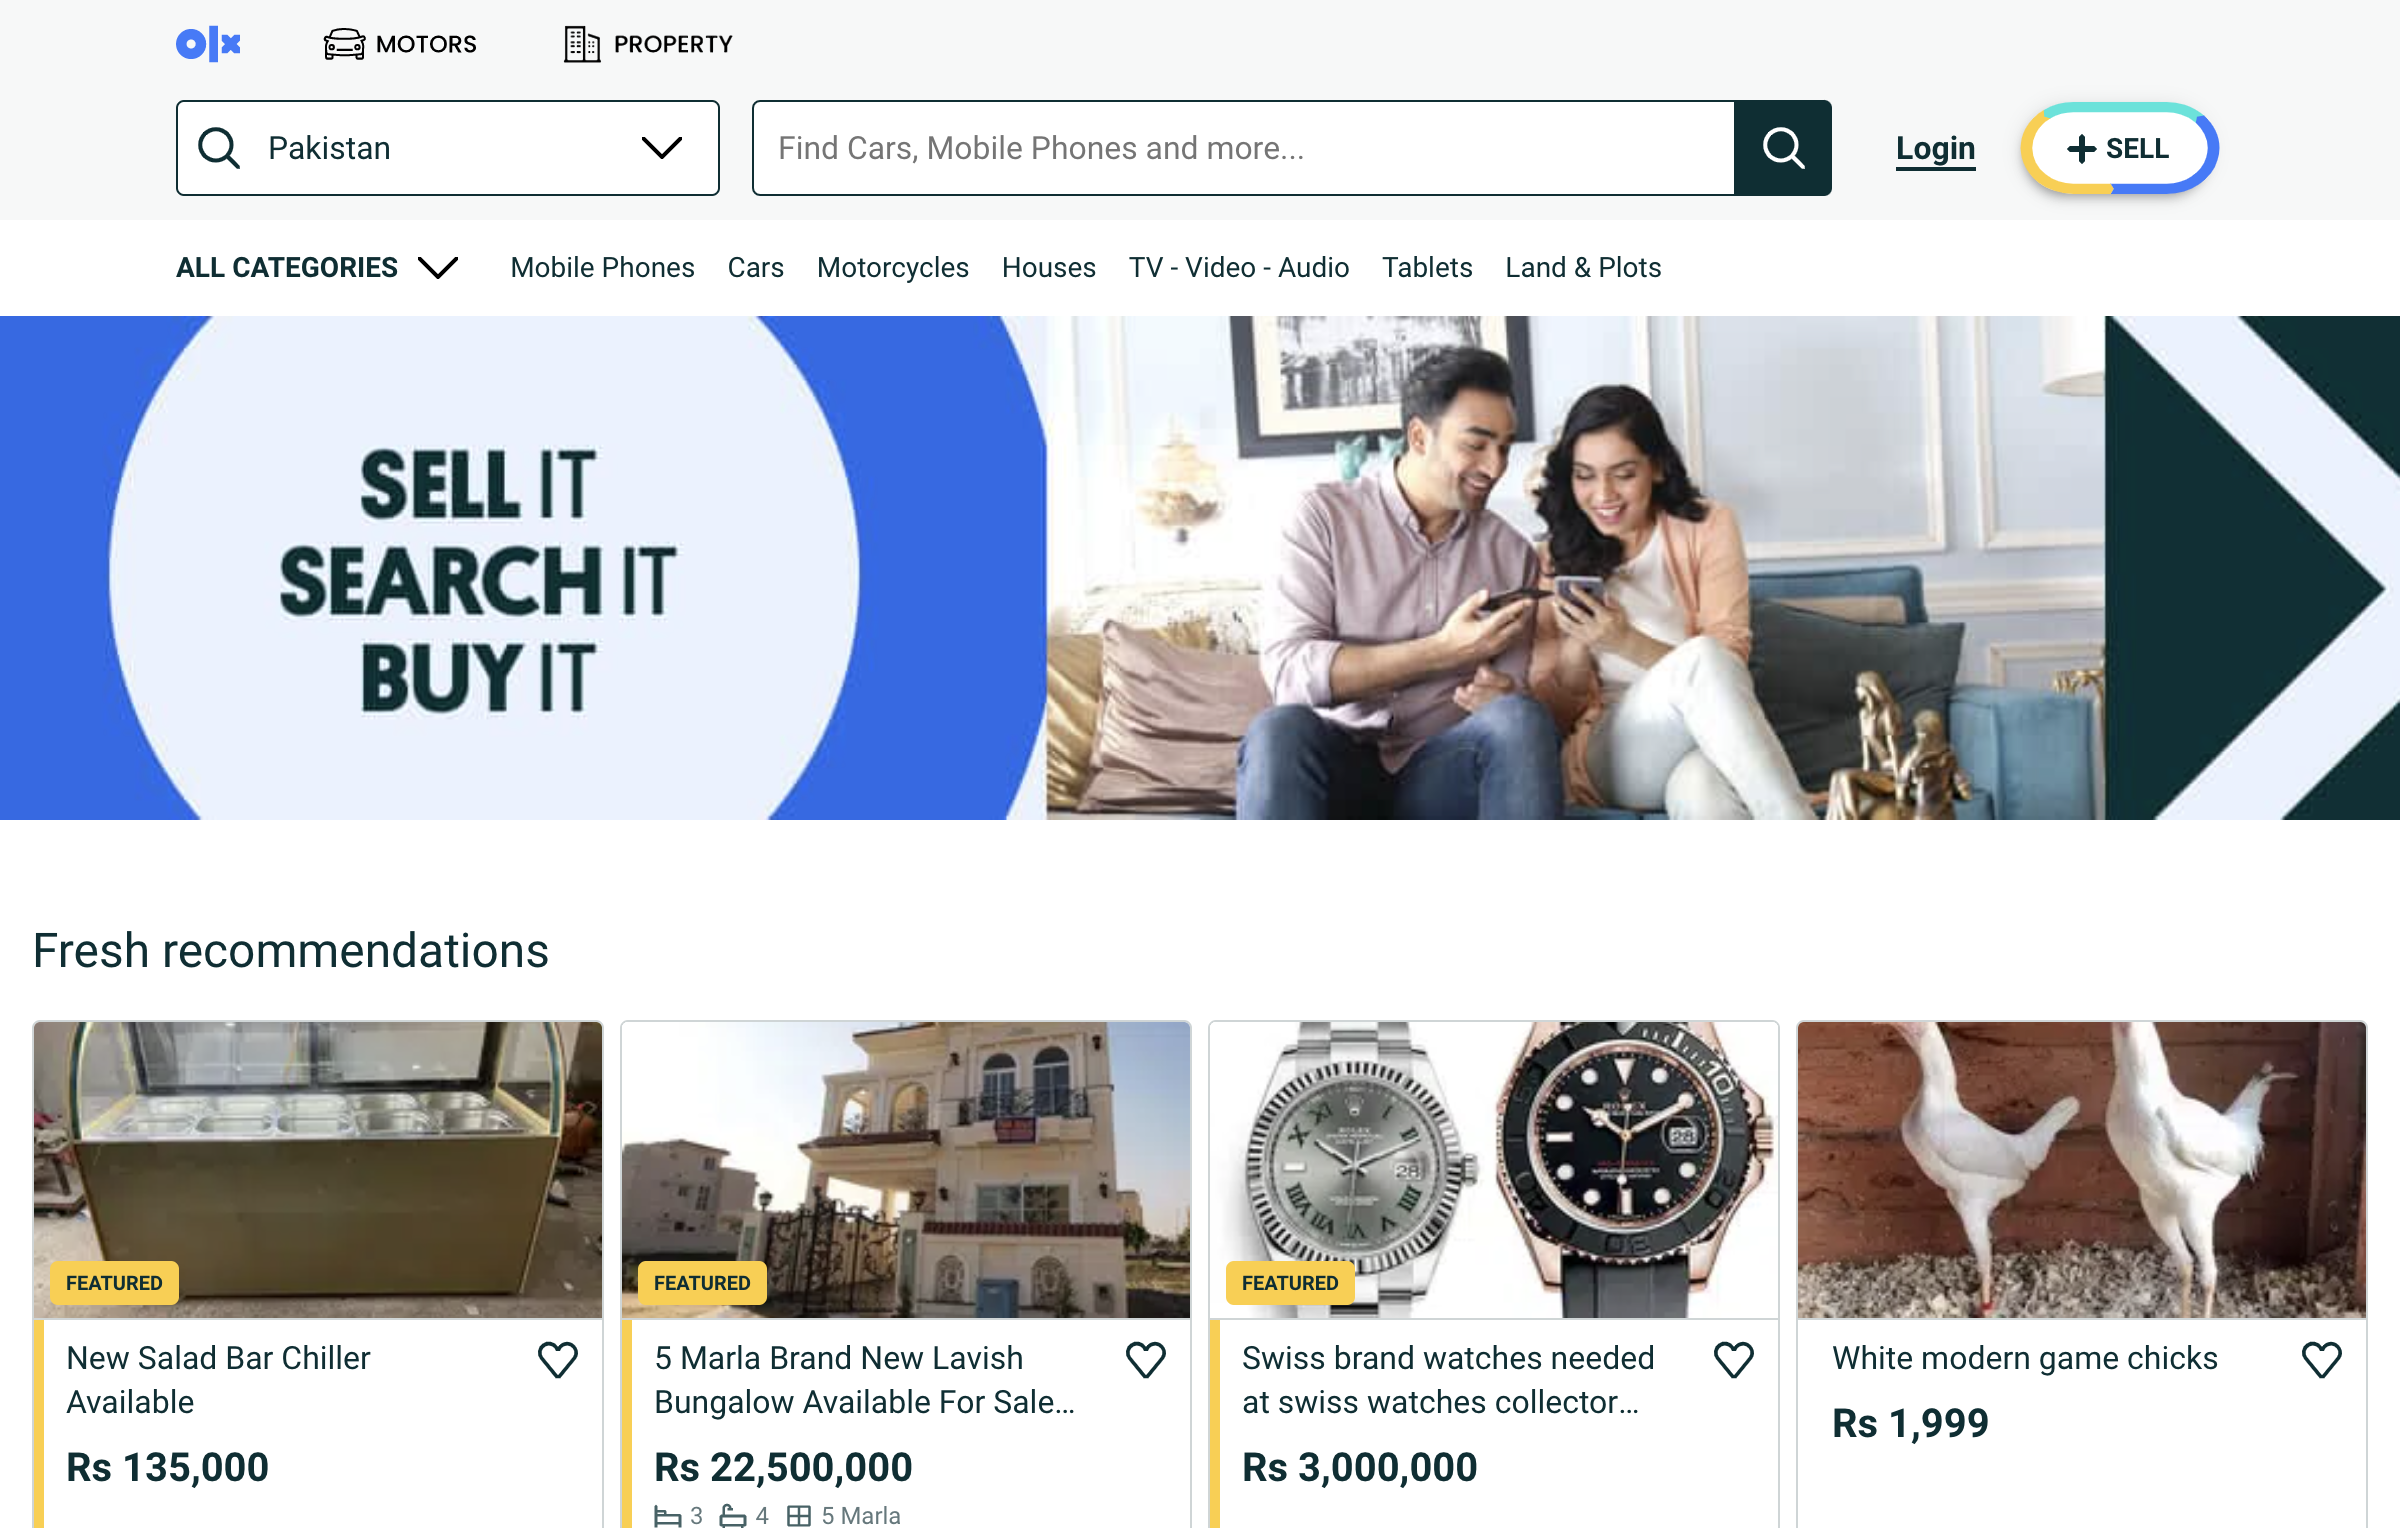 olx
MOTORS
PROPERTY
Pakistan
Find Cars, Mobile Phones and more...
Login
SELL
ALL CATEGORIES
Mobile Phones
Cars
Motorcycles
Houses
TV - Video - Audio
Tablets
Land & Plots
SELL IT
SEARCH IT
BUY IT
Fresh recommendations
FEATURED
New Salad Bar Chiller
Available
Rs 135,000
FEATURED
5 Marla Brand New Lavish
Bungalow Available For Sale...
Rs 22,500,000
3
4
5 Marla
ROLEX
28
10
28
FEATURED
Swiss brand watches needed
at swiss watches collector...
Rs 3,000,000
White modern game chicks
Rs 1,999